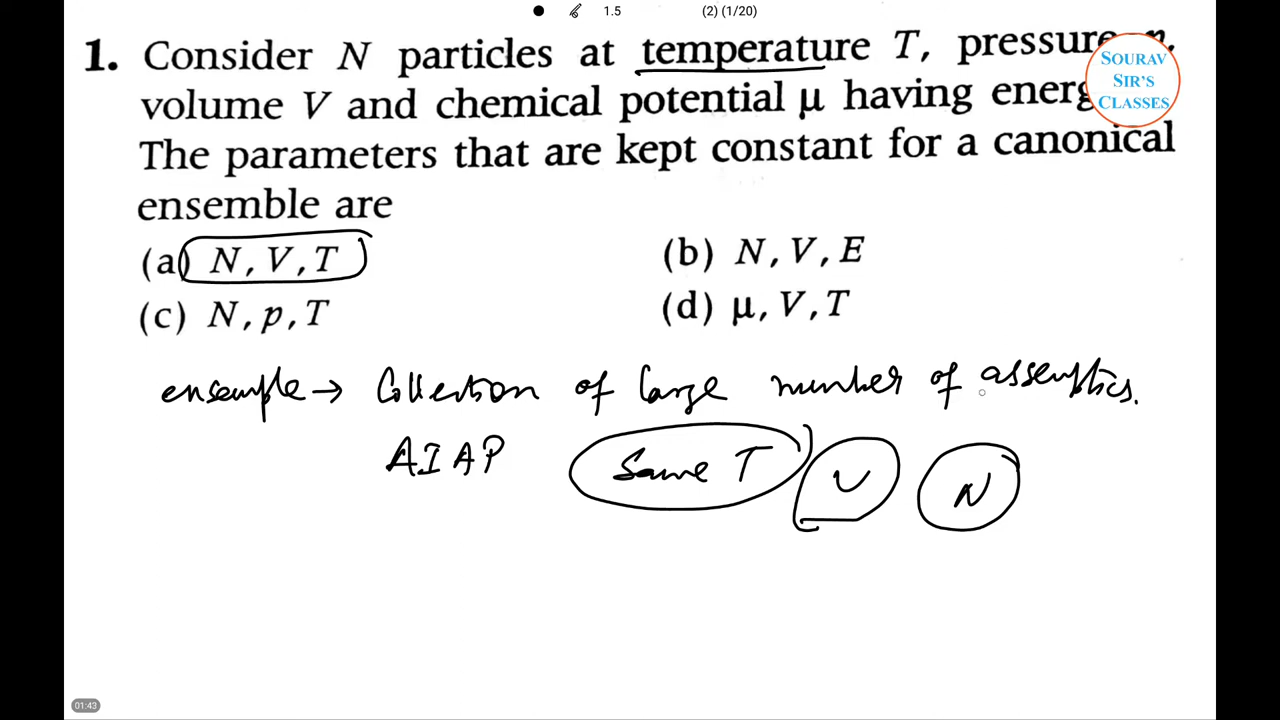 1.5 (2) (1/20)
1. Consider N particles at temperature T, pressure p,
SOURAV
SIR'S
CLASSES
volume V and chemical potential μ having energ
The parameters that are kept constant for a canonical
ensemble are
(a) N, V, T (b) N, V, E
(c) N, p, T (d) μ, V, T
ensemple → Collection of large number of
AIAP Same T V N
01:43